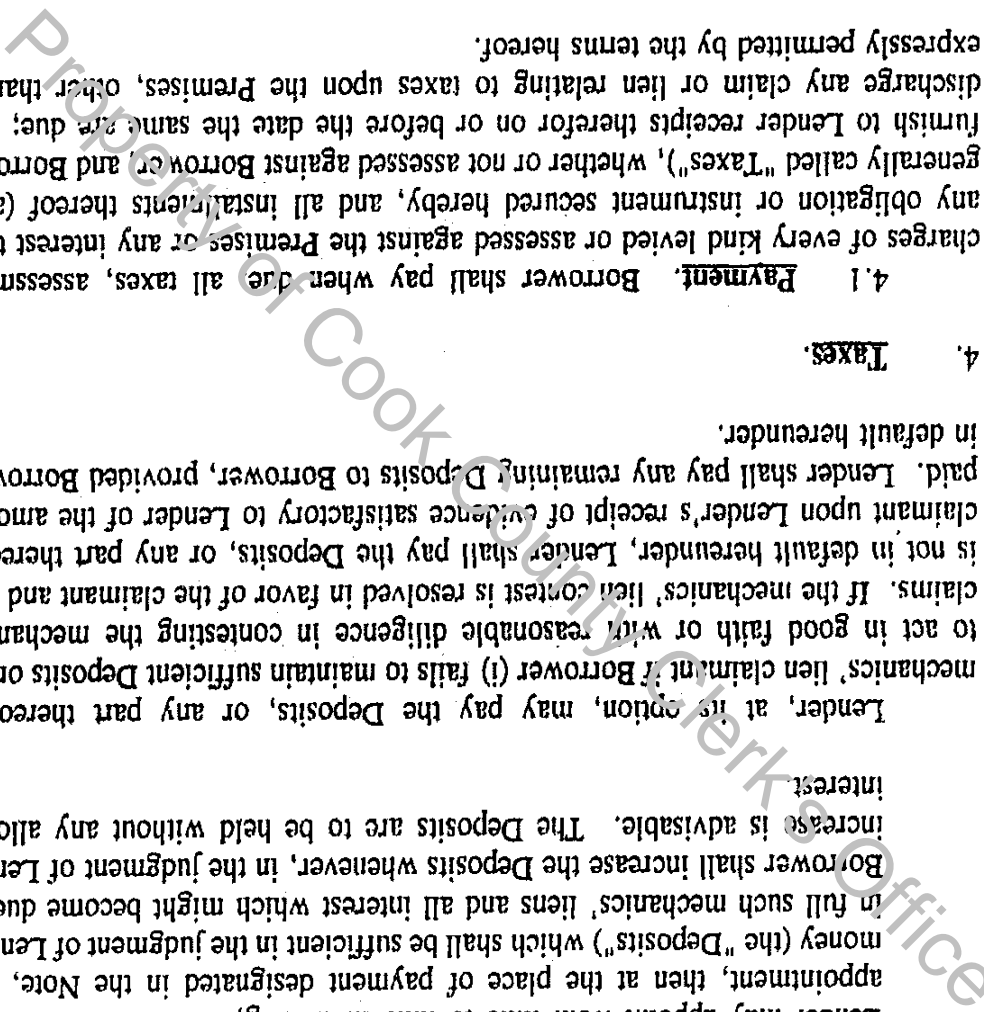 Lender may appoint from time to time in
appointment, then at the place of payment designated in the Note,
money (the "Deposits") which shall be sufficient in the judgment of Len
in full such mechanics' liens and all interest which might become due
Borrower shall increase the Deposits whenever, in the judgment of Len
increase is advisable. The Deposits are to be held without any allo
interest.
Lender, at its option, may pay the Deposits, or any part thereo
mechanics' lien claimant if Borrower (i) fails to maintain sufficient Deposits or
to act in good faith or with reasonable diligence in contesting the mechan
claims. If the mechanics' lien contest is resolved in favor of the claimant and
is not in default hereunder, Lender shall pay the Deposits, or any part there
claimant upon Lender's receipt of evidence satisfactory to Lender of the amo
paid. Lender shall pay any remaining Deposits to Borrower, provided Borrow
in default hereunder.
4. Taxes.
4.1 Payment. Borrower shall pay when due all taxes, assessm
charges of every kind levied or assessed against the Premises or any interest t
any obligation or instrument secured hereby, and all instalments thereof (a
generally called "Taxes"), whether or not assessed against Borrower, and Borro
furnish to Lender receipts therefor on or before the date the same are due;
discharge any claim or lien relating to taxes upon the Premises, other than
expressly permitted by the terms hereof.
Property of Cook County Clerk's Office